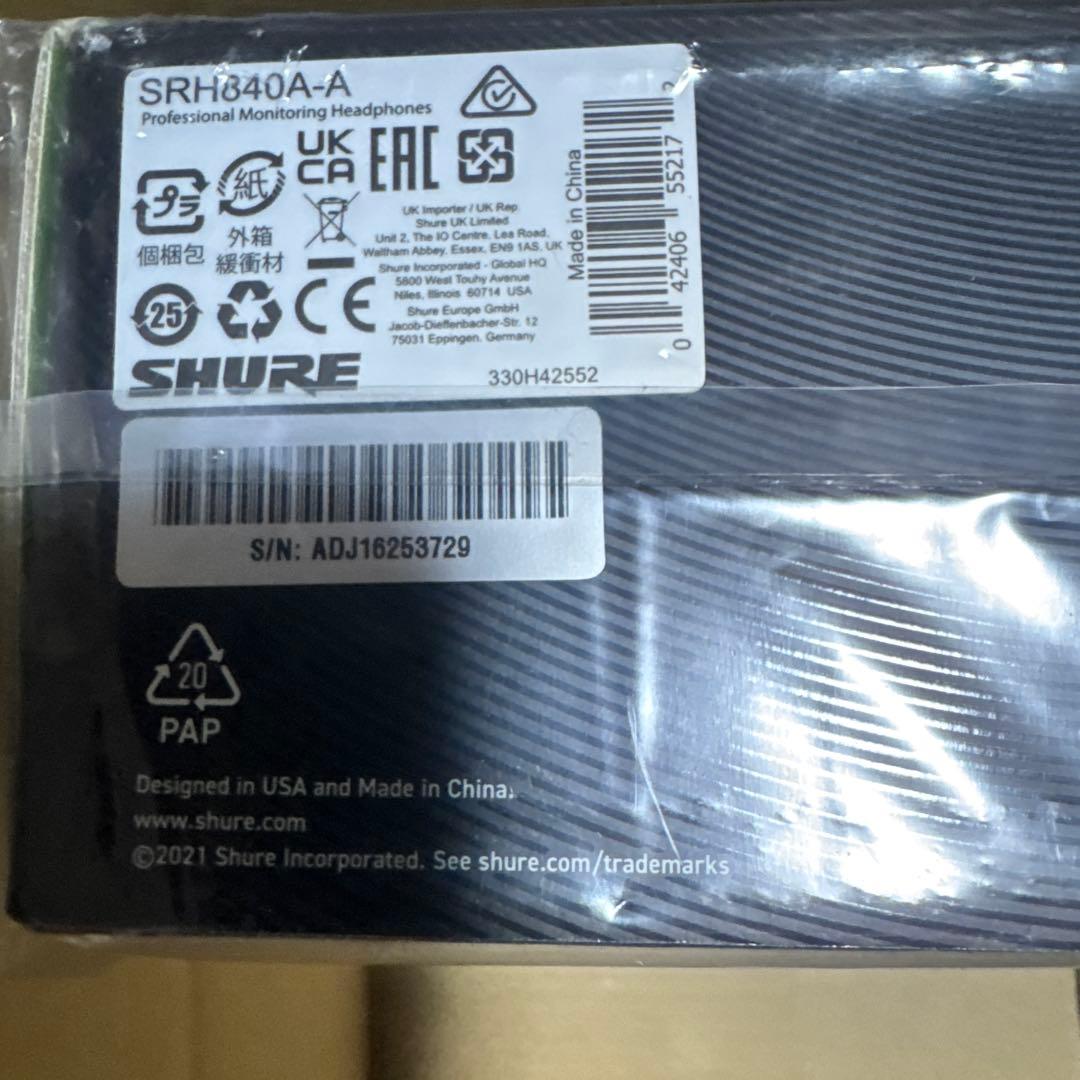 SRH840A-A
Professional Monitoring Headphones
UK
CA
EAC
プラ
個梱包
紙
外箱
緩衝材
UK Importer / UK Rep
Shure UK Limited
Unit 2, The IO Centre, Lea Road,
Waltham Abbey, Essex, EN9 1AS, UK
Shure Incorporated - Global HQ
5800 West Touhy Avenue
Niles, Illinois 60714 USA
Shure Europe GmbH
Jacob-Dieffenbacher-Str. 12
75031 Eppingen, Germany
25
CE
SHURE
330H42552
Made in China
0 42406 55217 2
S/N: ADJ16253729
20
PAP
Designed in USA and Made in China.
www.shure.com
©2021 Shure Incorporated. See shure.com/trademarks